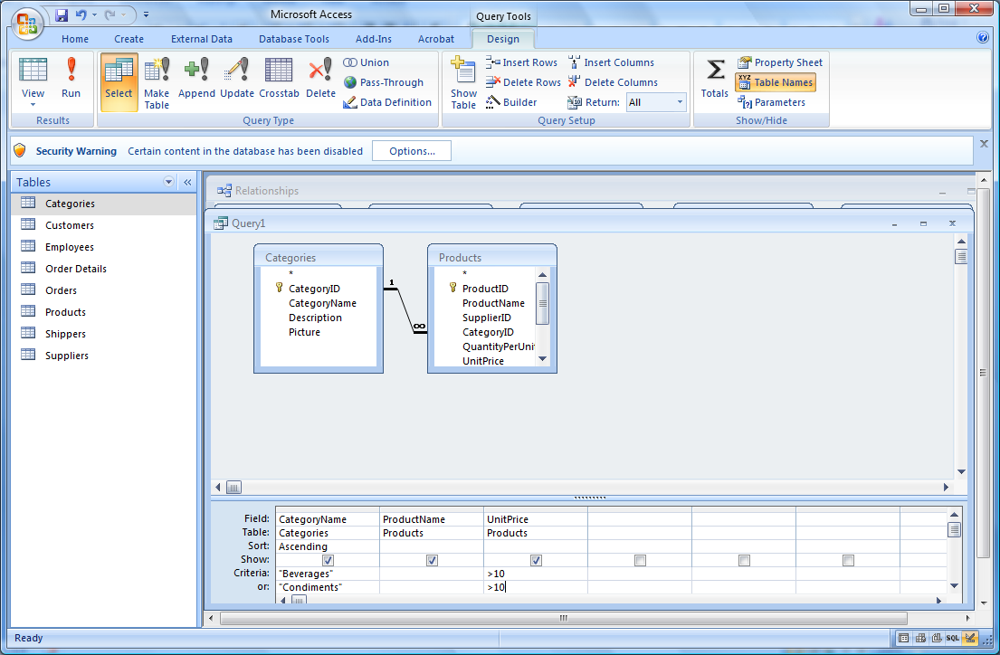 Microsoft Access
Query Tools
Home Create External Data Database Tools Add-Ins Acrobat Design
View Run Select Make Table Append Update Crosstab Delete
Union
Pass-Through
Data Definition
Show Table
Insert Rows Insert Columns
Delete Rows Delete Columns
Builder Return: All
Totals
Property Sheet
Table Names
Parameters
Results Query Type Query Setup Show/Hide
Security Warning Certain content in the database has been disabled Options...
Tables
Categories
Customers
Employees
Order Details
Orders
Products
Shippers
Suppliers
Relationships
Query1
Categories
*
CategoryID
CategoryName
Description
Picture
1
∞
Products
*
ProductID
ProductName
SupplierID
CategoryID
QuantityPerUni
UnitPrice
Field: CategoryName ProductName UnitPrice
Table: Categories Products Products
Sort: Ascending
Show:
Criteria: "Beverages" >10
or: "Condiments" >10
Ready
SQL